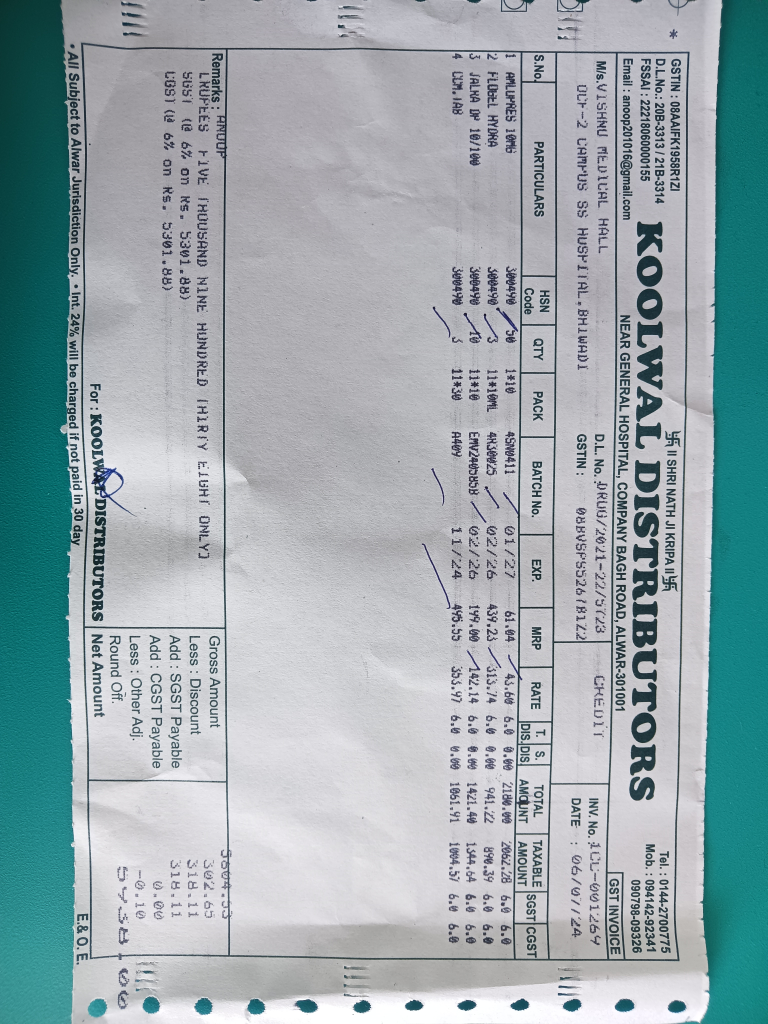 *
GSTIN : 08AAIFK1958R1ZI
D.L.No.: 20B-3313 / 21B-3314
FSSAI : 22218060000155
Email : anoop201016@gmail.com
卐 II SHRI NATH JI KRIPA II 卐
KOOLWAL DISTRIBUTORS
NEAR GENERAL HOSPITAL, COMPANY BAGH ROAD, ALWAR-301001
Tel. : 0144-2700775
Mob. : 094142-92341
090798-09326
GST INVOICE
M/s. VISHNU MEDICAL HALL
UCF-2 CAMPUS SS HOSPITAL,BHIWADI
D.L. No. DRUG/2021-22/5723 CREDIT
GSTIN :
INV. No. -001269
DATE : 06/07/24
S.No. PARTICULARS HSN Code QTY PACK BATCH No. EXP. MRP RATE T. DIS. S. DIS. TOTAL AMOUNT TAXABLE AMOUNT SGST CGST
1 AMLOPRES 10MG 300490 50 1*10 45N0411 01/27 61.04 43.60 6.0 0.00 2180.00 2062.28 6.0 6.0
2 FLOGEL HYDRA 300490 3 11*10ML 4H30025 02/26 439.23 313.74 6.0 0.00 941.22 890.39 6.0 6.0
3 JALRA DP 10/100 300490 10 11*10 EMV240585B 02/26 199.00 142.14 6.0 0.00 1421.40 1344.64 6.0 6.0
4 CCM.TAB 300490 3 11*30 A409 11/24 495.55 353.97 6.0 0.00 1061.91 1004.57 6.0 6.0
Remarks : ANOOP
[RUPEES FIVE THOUSAND NINE HUNDRED THIRTY EIGHT ONLY]
SGST (@ 6% on Rs. 5301.88)
CGST (@ 6% on Rs. 5301.88)
Gross Amount 5604.53
Less : Discount 302.65
Add : SGST Payable 318.11
Add : CGST Payable 318.11
Less : Other Adj. 0.00
Round Off. -0.10
Net Amount 5938.00
For : KOOLWAL DISTRIBUTORS
• All Subject to Alwar Jurisdiction Only. • Int. 24% will be charged if not paid in 30 day
E.& O. E.